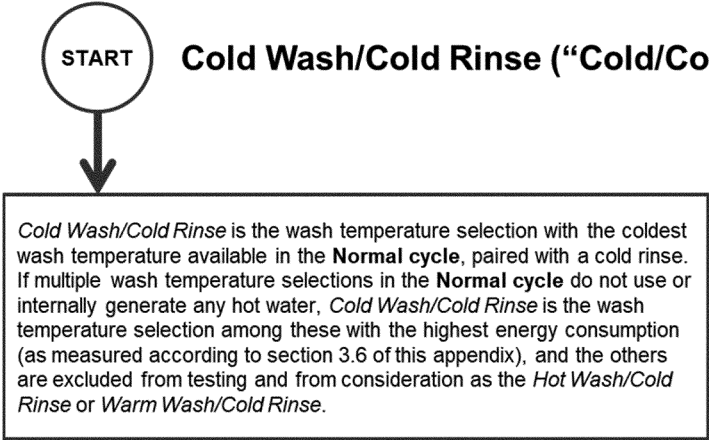 START
Cold Wash/Cold Rinse (“Cold/Co
Cold Wash/Cold Rinse is the wash temperature selection with the coldest
wash temperature available in the Normal cycle, paired with a cold rinse.
If multiple wash temperature selections in the Normal cycle do not use or
internally generate any hot water, Cold Wash/Cold Rinse is the wash
temperature selection among these with the highest energy consumption
(as measured according to section 3.6 of this appendix), and the others
are excluded from testing and from consideration as the Hot Wash/Cold
Rinse or Warm Wash/Cold Rinse.